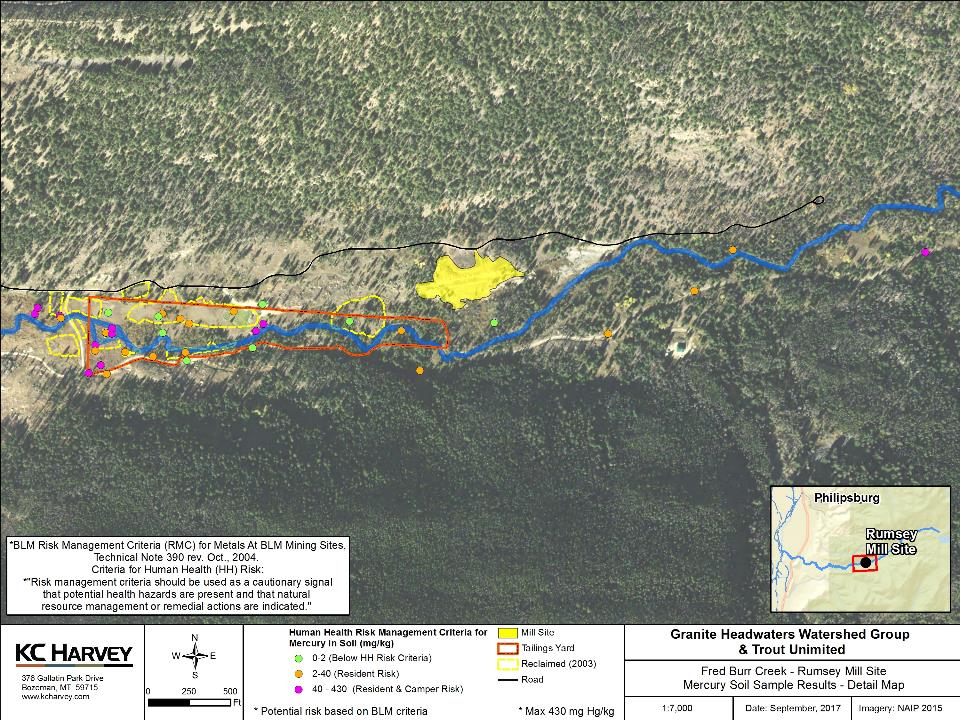 Philipsburg
Rumsey
Mill Site
*BLM Risk Management Criteria (RMC) for Metals At BLM Mining Sites.
Technical Note 390 rev. Oct., 2004.
Criteria for Human Health (HH) Risk:
*"Risk management criteria should be used as a cautionary signal
that potential health hazards are present and that natural
resource management or remedial actions are indicated."
KC HARVEY
376 Gallatin Park Drive
Bozeman, MT 59715
www.kcharvey.com
N
W E
S
0 250 500
Ft
Human Health Risk Management Criteria for
Mercury in Soil (mg/kg)
0-2 (Below HH Risk Criteria)
2-40 (Resident Risk)
40 - 430 (Resident & Camper Risk)
* Potential risk based on BLM criteria
Mill Site
Tailings Yard
Reclaimed (2003)
Road
* Max 430 mg Hg/kg
Granite Headwaters Watershed Group
& Trout Unimited
Fred Burr Creek - Rumsey Mill Site
Mercury Soil Sample Results - Detail Map
1:7,000
Date: September, 2017
Imagery: NAIP 2015